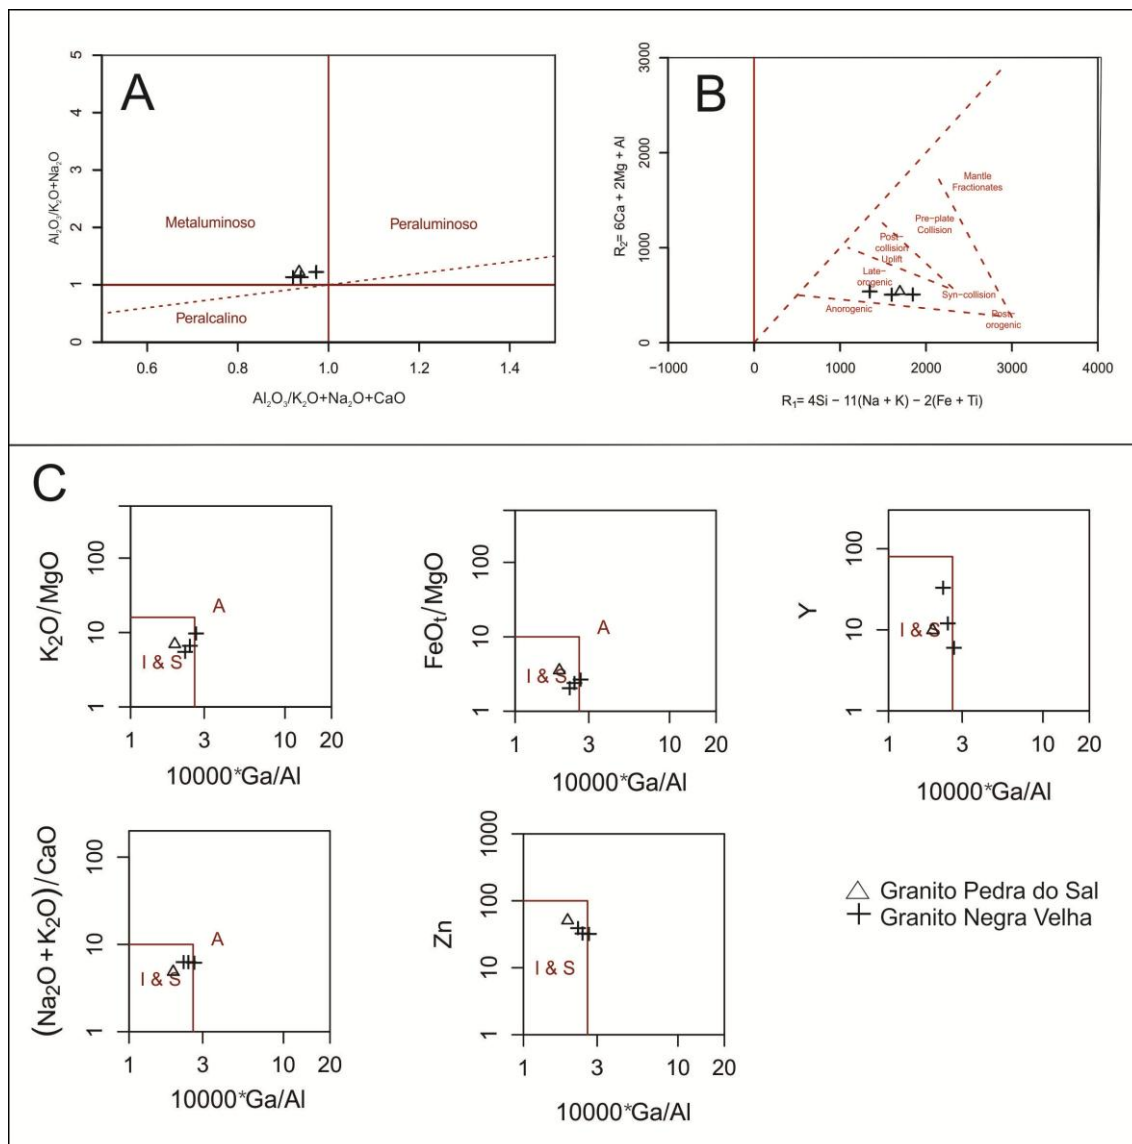 A
Al₂O₃/K₂O+Na₂O
5
4
3
2
1
0
Metaluminoso
Peraluminoso
Peralcalino
0.6
0.8
1.0
1.2
1.4
Al₂O₃/K₂O+Na₂O+CaO
B
R₂= 6Ca + 2Mg + Al
3000
2000
1000
0
Mantle
Fractionates
Pre−plate
Collision
Post−
collision
Uplift
Late−
orogenic
Syn−collision
Anorogenic
Post−
orogenic
−1000
0
1000
2000
3000
4000
R₁= 4Si − 11(Na + K) − 2(Fe + Ti)
C
K₂O/MgO
100
10
1
A
I & S
1
3
10
20
10000*Ga/Al
FeOₜ/MgO
100
10
1
A
I & S
1
3
10
20
10000*Ga/Al
Y
100
10
1
I & S
1
3
10
20
10000*Ga/Al
(Na₂O+K₂O)/CaO
100
10
1
A
I & S
1
3
10
20
10000*Ga/Al
Zn
1000
100
10
1
I & S
1
3
10
20
10000*Ga/Al
Granito Pedra do Sal
Granito Negra Velha